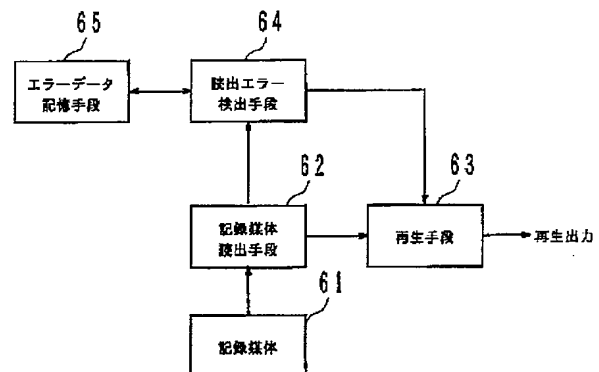 65
64
エラーデータ
記憶手段
読出エラー
検出手段
62
63
記録媒体
読出手段
再生手段
再生出力
61
記録媒体